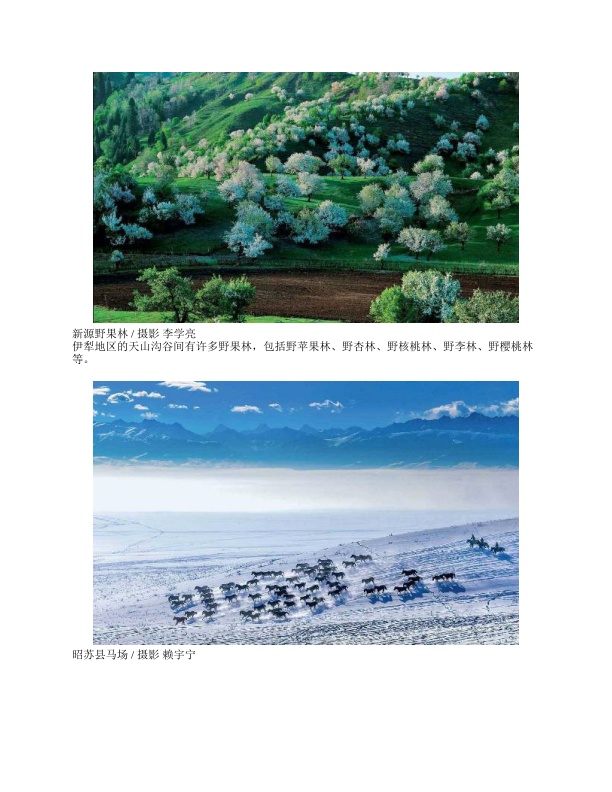 新源野果林 / 摄影 李学亮
伊犁地区的天山沟谷间有许多野果林，包括野苹果林、野杏林、野核桃林、野李林、野樱桃林
等。
昭苏县马场 / 摄影 赖宇宁